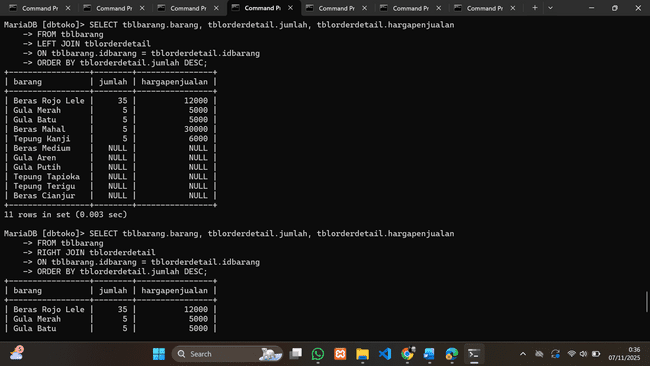 Command Pr
Command Pr
Command Pr
Command Pr
Command Pr
Command Pr
Command Pr
MariaDB [dbtoko]> SELECT tblbarang.barang, tblorderdetail.jumlah, tblorderdetail.hargapenjualan
    -> FROM tblbarang
    -> LEFT JOIN tblorderdetail
    -> ON tblbarang.idbarang = tblorderdetail.idbarang
    -> ORDER BY tblorderdetail.jumlah DESC;
+-----------------+--------+----------------+
| barang          | jumlah | hargapenjualan |
+-----------------+--------+----------------+
| Beras Rojo Lele |     35 |          12000 |
| Gula Merah      |      5 |           5000 |
| Gula Batu       |      5 |           5000 |
| Beras Mahal     |      5 |          30000 |
| Tepung Kanji    |      5 |           6000 |
| Beras Medium    |   NULL |           NULL |
| Gula Aren       |   NULL |           NULL |
| Gula Putih      |   NULL |           NULL |
| Tepung Tapioka  |   NULL |           NULL |
| Tepung Terigu   |   NULL |           NULL |
| Beras Cianjur   |   NULL |           NULL |
+-----------------+--------+----------------+
11 rows in set (0.003 sec)
MariaDB [dbtoko]> SELECT tblbarang.barang, tblorderdetail.jumlah, tblorderdetail.hargapenjualan
    -> FROM tblbarang
    -> RIGHT JOIN tblorderdetail
    -> ON tblbarang.idbarang = tblorderdetail.idbarang
    -> ORDER BY tblorderdetail.jumlah DESC;
+-----------------+--------+----------------+
| barang          | jumlah | hargapenjualan |
+-----------------+--------+----------------+
| Beras Rojo Lele |     35 |          12000 |
| Gula Merah      |      5 |           5000 |
| Gula Batu       |      5 |           5000 |
Search
0:36
07/11/2025